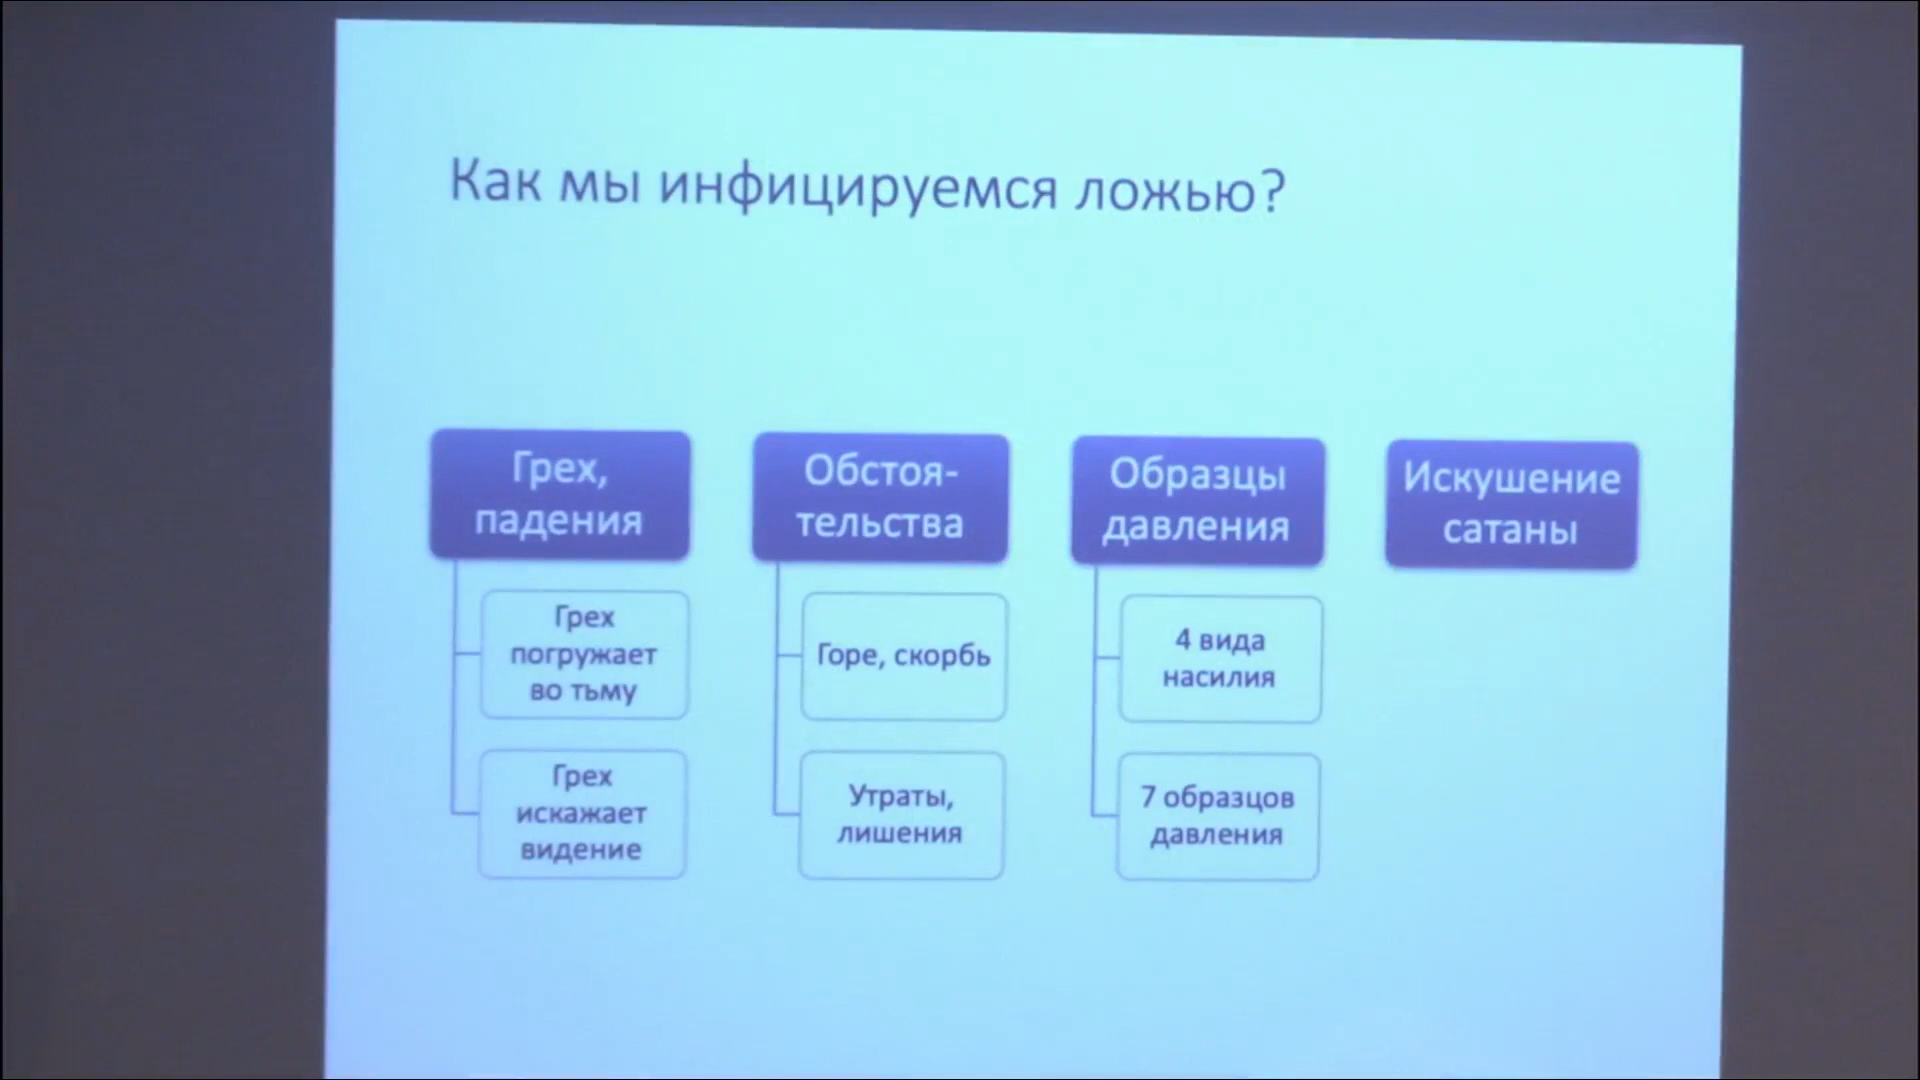 Как мы инфицируемся ложью?
Грех,
падения
Грех
погружает
во тьму
Грех
искажает
видение
Обстоя-
тельства
Горе, скорбь
Утраты,
лишения
Образцы
давления
4 вида
насилия
7 образцов
давления
Искушение
сатаны